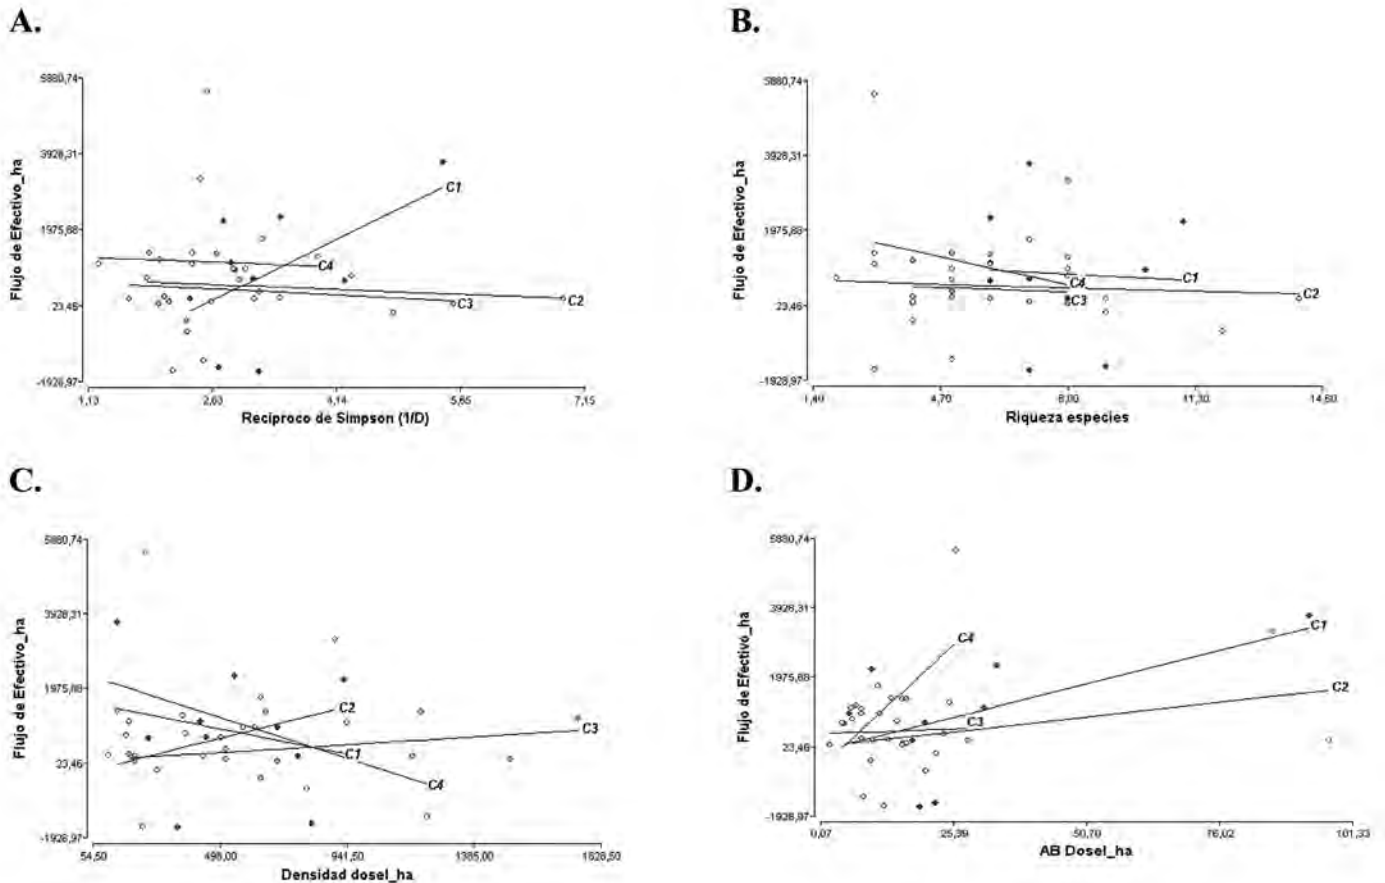 A.
5880,74
3928,31
1975,88
23,46
-1928,97
Flujo de Efectivo_ha
C1
C4
C2
C3
1,13
2,63
4,14
5,65
7,15
Recíproco de Simpson (1/D)
B.
5880,74
3928,31
1975,88
23,46
-1928,97
Flujo de Efectivo_ha
C1
C4
C2
C3
1,40
4,70
8,00
11,30
14,60
Riqueza especies
C.
5880,74
3928,31
1975,88
23,46
-1928,97
Flujo de Efectivo_ha
C2
C3
C1
C4
54,50
498,00
941,50
1385,00
1828,50
Densidad dosel_ha
D.
5880,74
3928,31
1975,88
23,46
-1928,97
Flujo de Efectivo_ha
C4
C1
C2
C3
0,07
25,39
50,70
76,02
101,33
AB Dosel_ha